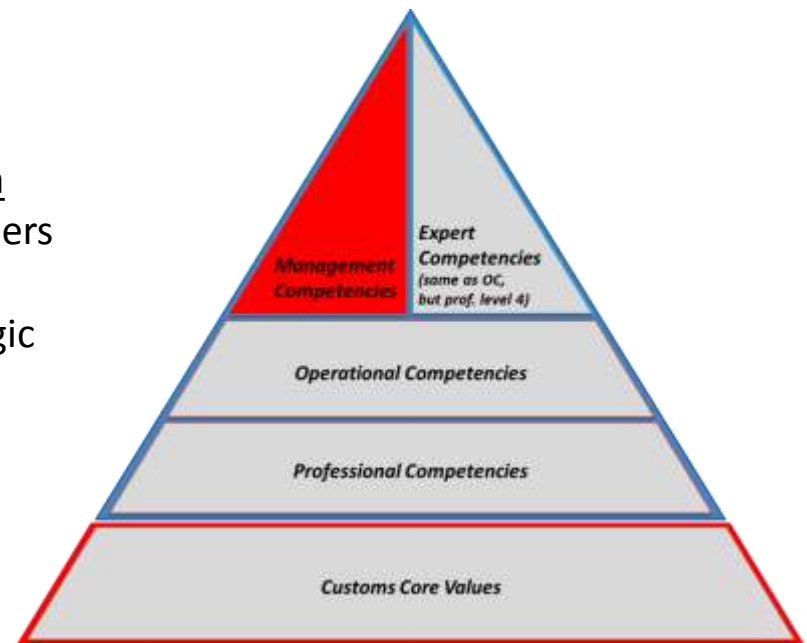 ers
gic
Management
Competencies
Expert
Competencies
(same as OC,
but prof. level 4)
Operational Competencies
Professional Competencies
Customs Core Values